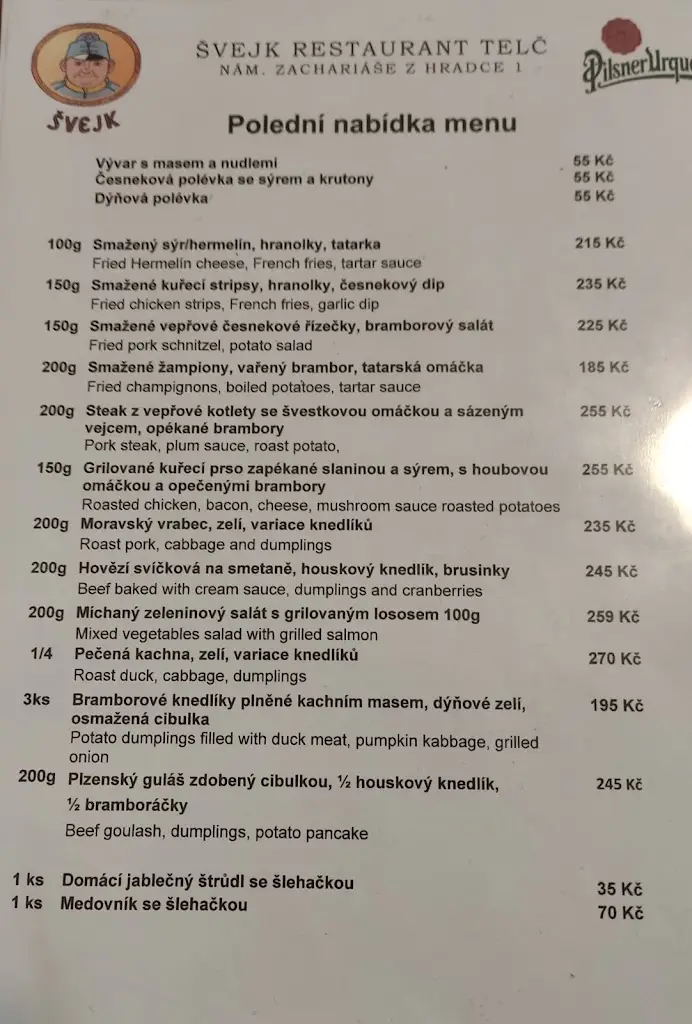 ŠVEJK RESTAURANT TELČ
NÁM. ZACHARIÁŠE Z HRADCE 1
ŠVEJK
Pilsner Urque
Polední nabídka menu
Vývar s masem a nudlemi 55 Kč
Česneková polévka se sýrem a krutony 55 Kč
Dýňová polévka 55 Kč
100g Smažený sýr/hermelín, hranolky, tatarka 215 Kč
Fried Hermelin cheese, French fries, tartar sauce
150g Smažené kuřecí stripsy, hranolky, česnekový dip 235 Kč
Fried chicken strips, French fries, garlic dip
150g Smažené vepřové česnekové řízečky, bramborový salát 225 Kč
Fried pork schnitzel, potato salad
200g Smažené žampiony, vařený brambor, tatarská omáčka 185 Kč
Fried champignons, boiled potatoes, tartar sauce
200g Steak z vepřové kotlety se švestkovou omáčkou a sázeným 255 Kč
vejcem, opékané brambory
Pork steak, plum sauce, roast potato,
150g Grilované kuřecí prso zapékané slaninou a sýrem, s houbovou 255 Kč
omáčkou a opečenými brambory
Roasted chicken, bacon, cheese, mushroom sauce roasted potatoes
200g Moravský vrabec, zelí, variace knedlíků 235 Kč
Roast pork, cabbage and dumplings
200g Hovězí svíčková na smetaně, houskový knedlík, brusinky 245 Kč
Beef baked with cream sauce, dumplings and cranberries
200g Míchaný zeleninový salát s grilovaným lososem 100g 259 Kč
Mixed vegetables salad with grilled salmon
1/4 Pečená kachna, zelí, variace knedlíků 270 Kč
Roast duck, cabbage, dumplings
3ks Bramborové knedlíky plněné kachním masem, dýňové zelí, 195 Kč
osmažená cibulka
Potato dumplings filled with duck meat, pumpkin kabbage, grilled
onion
200g Plzenský guláš zdobený cibulkou, ½ houskový knedlík, 245 Kč
½ bramboráčky
Beef goulash, dumplings, potato pancake
1 ks Domácí jablečný štrůdl se šlehačkou 35 Kč
1 ks Medovník se šlehačkou 70 Kč